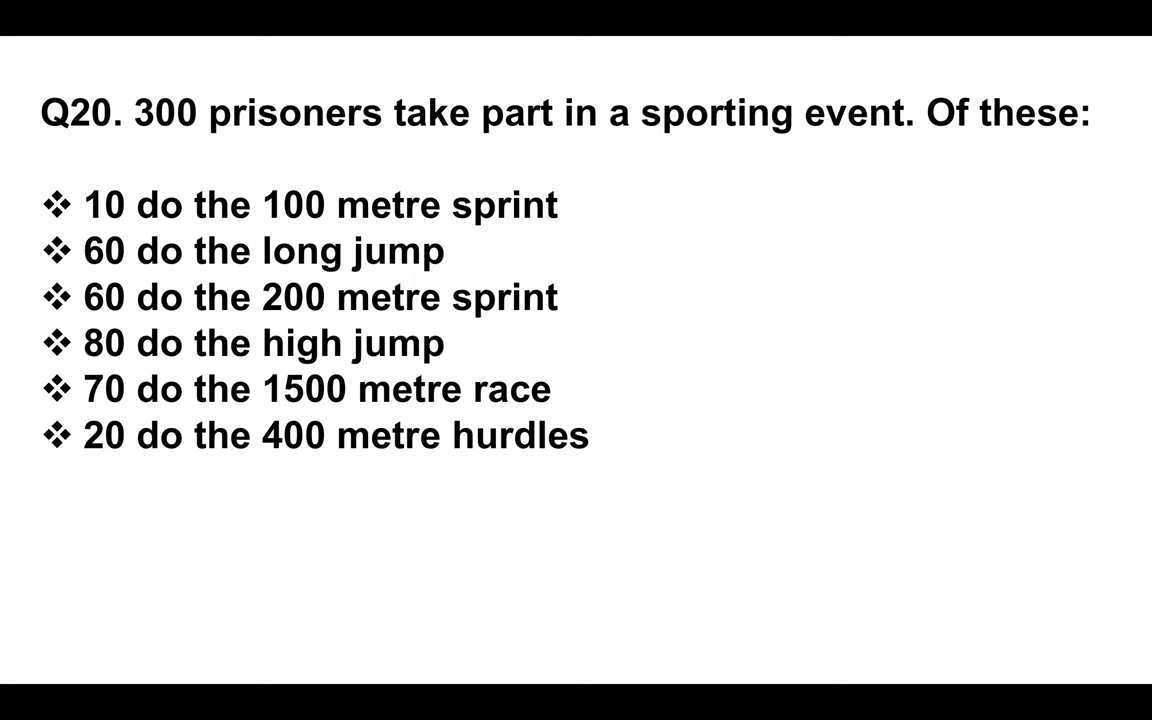 Q20. 300 prisoners take part in a sporting event. Of these:
❖ 10 do the 100 metre sprint
❖ 60 do the long jump
❖ 60 do the 200 metre sprint
❖ 80 do the high jump
❖ 70 do the 1500 metre race
❖ 20 do the 400 metre hurdles